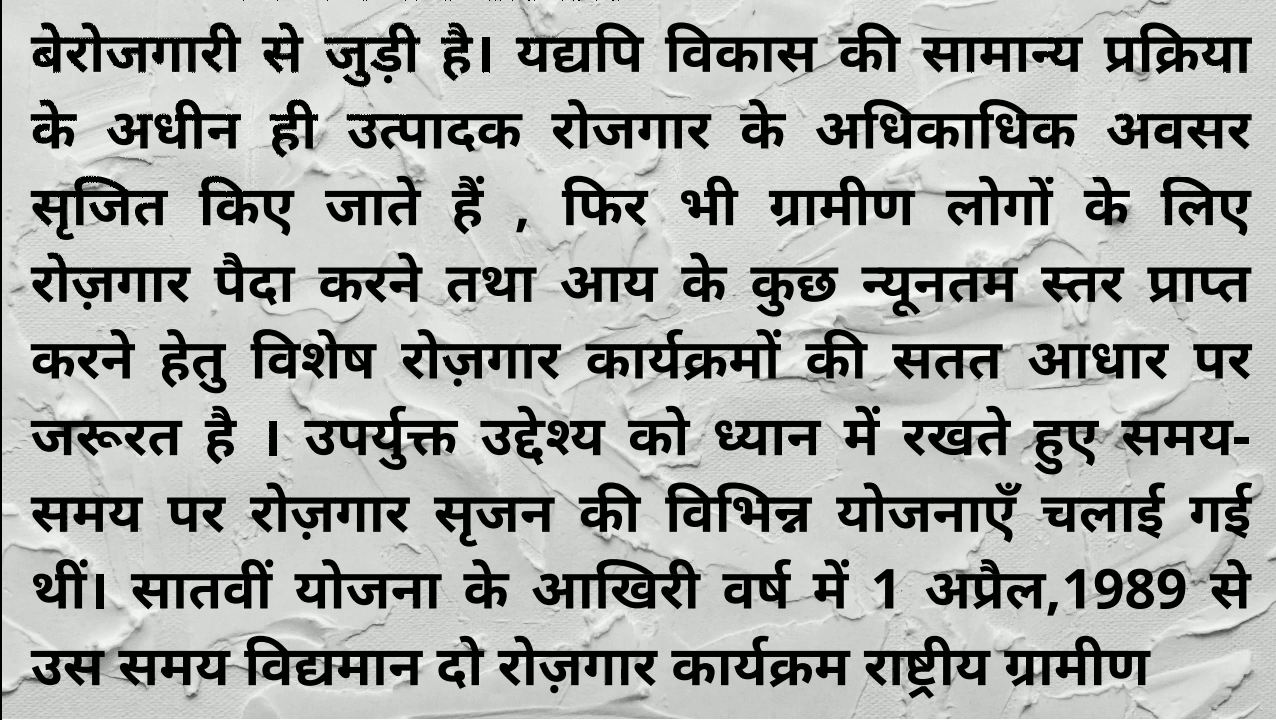 बेरोजगारी से जुड़ी है। यद्यपि विकास की सामान्य प्रक्रिया
के अधीन ही उत्पादक रोजगार के अधिकाधिक अवसर
सृजित किए जाते हैं , फिर भी ग्रामीण लोगों के लिए
रोज़गार पैदा करने तथा आय के कुछ न्यूनतम स्तर प्राप्त
करने हेतु विशेष रोज़गार कार्यक्रमों की सतत आधार पर
जरूरत है । उपर्युक्त उद्देश्य को ध्यान में रखते हुए समय-
समय पर रोज़गार सृजन की विभिन्न योजनाएँ चलाई गई
थीं। सातवीं योजना के आखिरी वर्ष में 1 अप्रैल,1989 से
उस समय विद्यमान दो रोज़गार कार्यक्रम राष्ट्रीय ग्रामीण